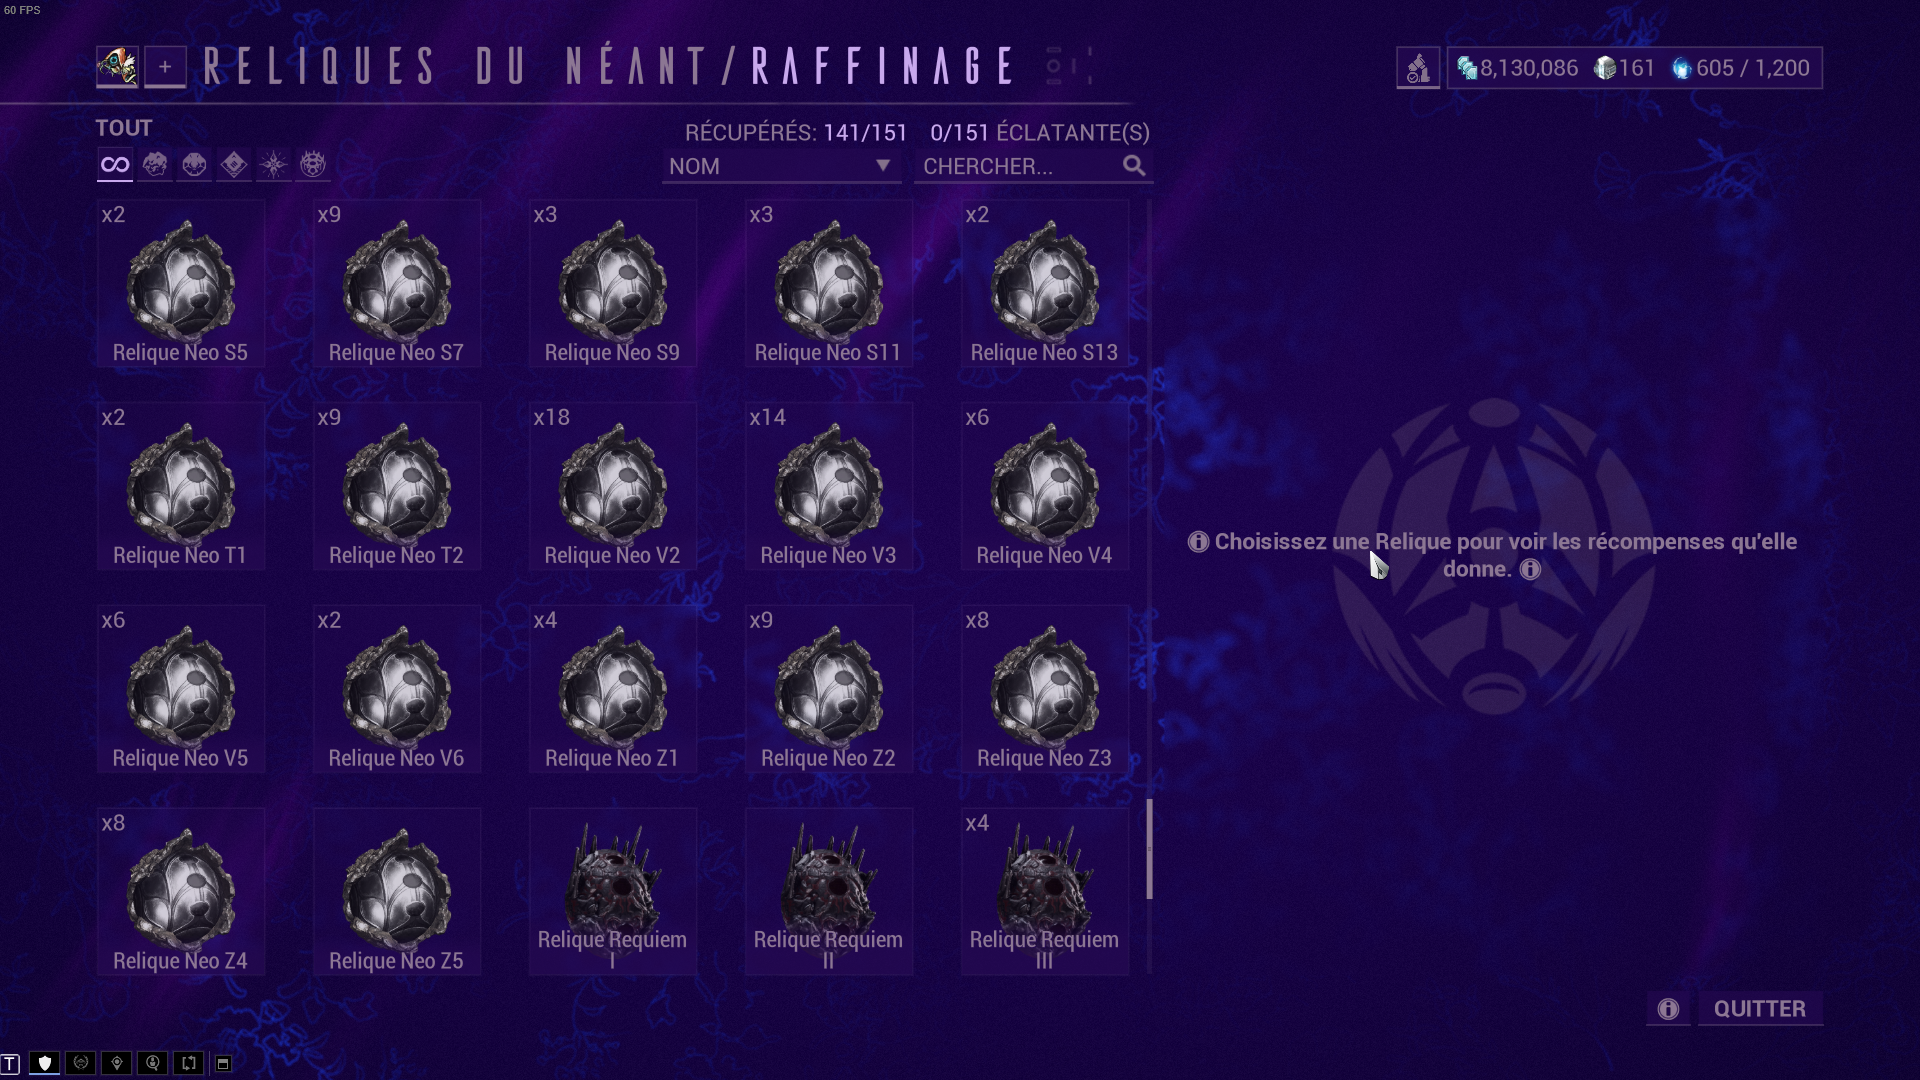 60 FPS
+
RELIQUES DU NÉANT/RAFFINAGE
8,130,086 161 605 / 1,200
TOUT
RÉCUPÉRÉS: 141/151 0/151 ÉCLATANTE(S)
NOM
CHERCHER...
x2 x9 x3 x3 x2
Relique Neo S5 Relique Neo S7 Relique Neo S9 Relique Neo S11 Relique Neo S13
x2 x9 x18 x14 x6
Relique Neo T1 Relique Neo T2 Relique Neo V2 Relique Neo V3 Relique Neo V4
Choisissez une Relique pour voir les récompenses qu'elle
donne.
x6 x2 x4 x9 x8
Relique Neo V5 Relique Neo V6 Relique Neo Z1 Relique Neo Z2 Relique Neo Z3
x8 x4
Relique Neo Z4 Relique Neo Z5 Relique Requiem I Relique Requiem II Relique Requiem III
QUITTER
T